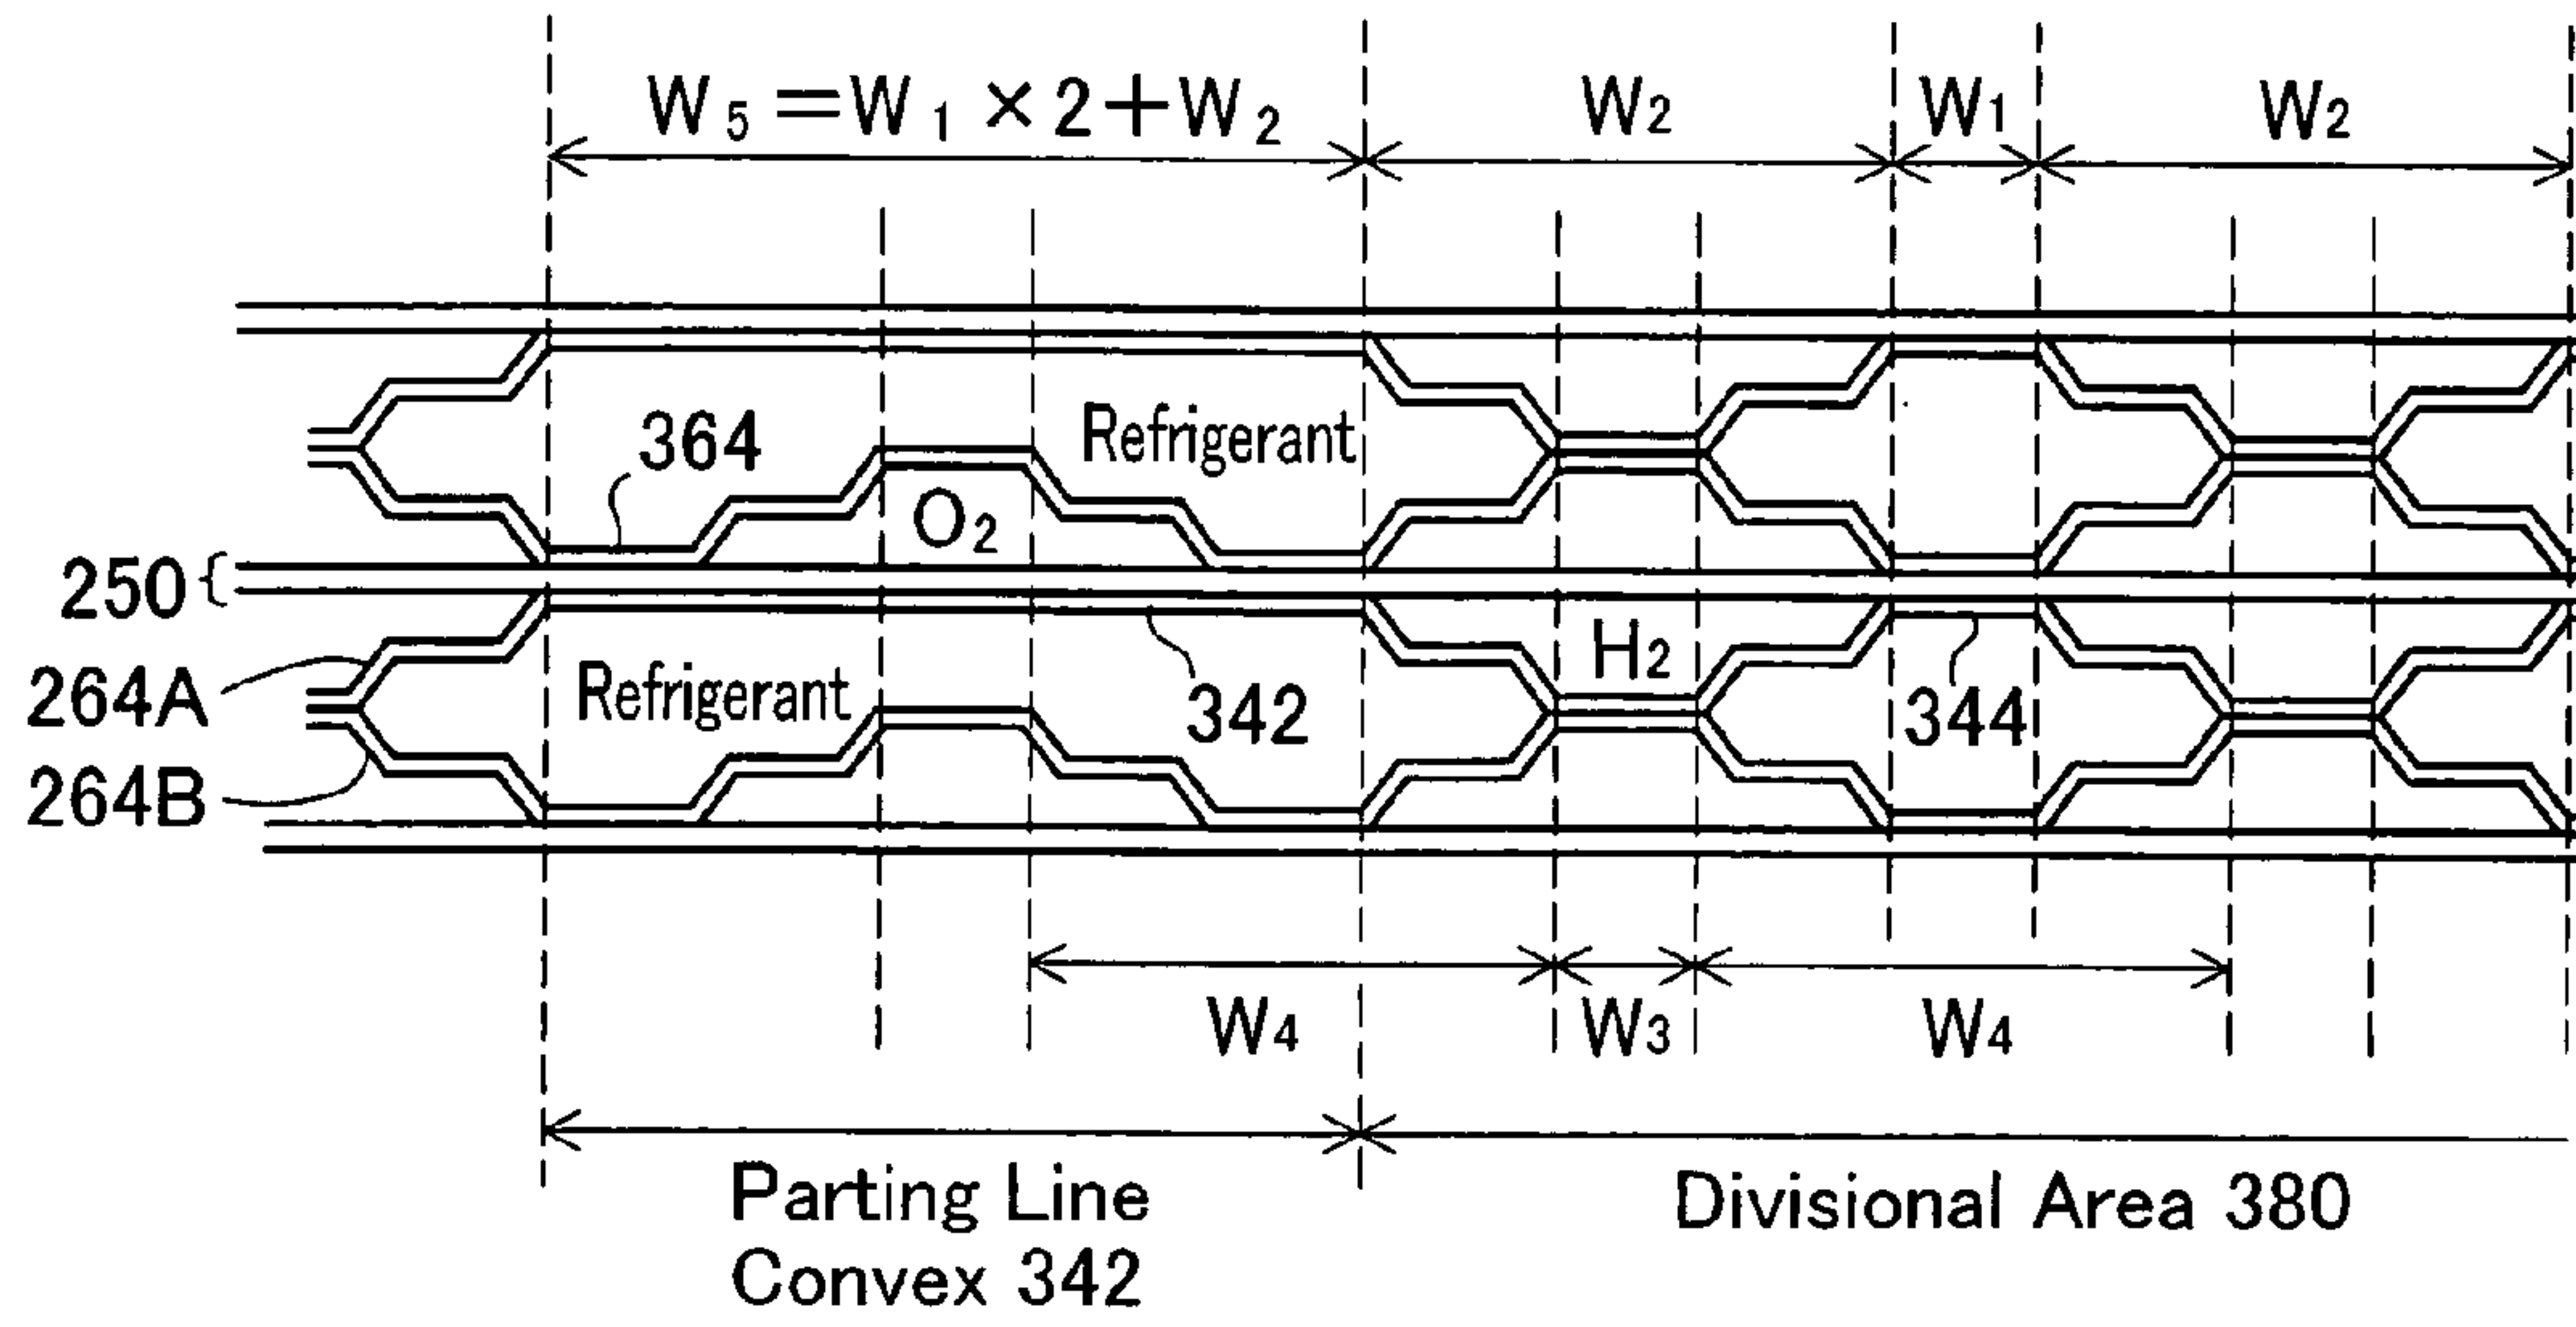 W5=W1×2+W2
W2
W1
W2
364
Refrigerant
O2
250
H2
264A
Refrigerant
342
344
264B
W4
W3
W4
Parting Line
Convex 342
Divisional Area 380